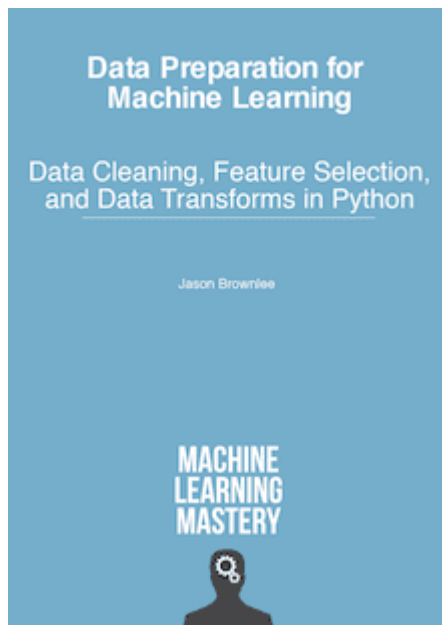 Data Preparation for
Machine Learning
Data Cleaning, Feature Selection,
and Data Transforms in Python
Jason Brownlee
MACHINE
LEARNING
MASTERY